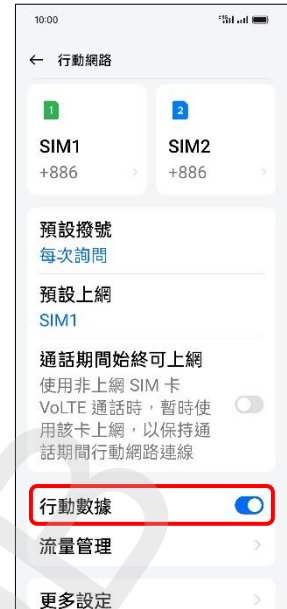 10:00
← 行動網路
1
2
SIM1
SIM2
+886
+886
預設撥號
每次詢問
預設上網
SIM1
通話期間始終可上網
使用非上網 SIM 卡
VoLTE 通話時，暫時使
用該卡上網，以保持通
話期間行動網路連線
行動數據
流量管理
更多設定